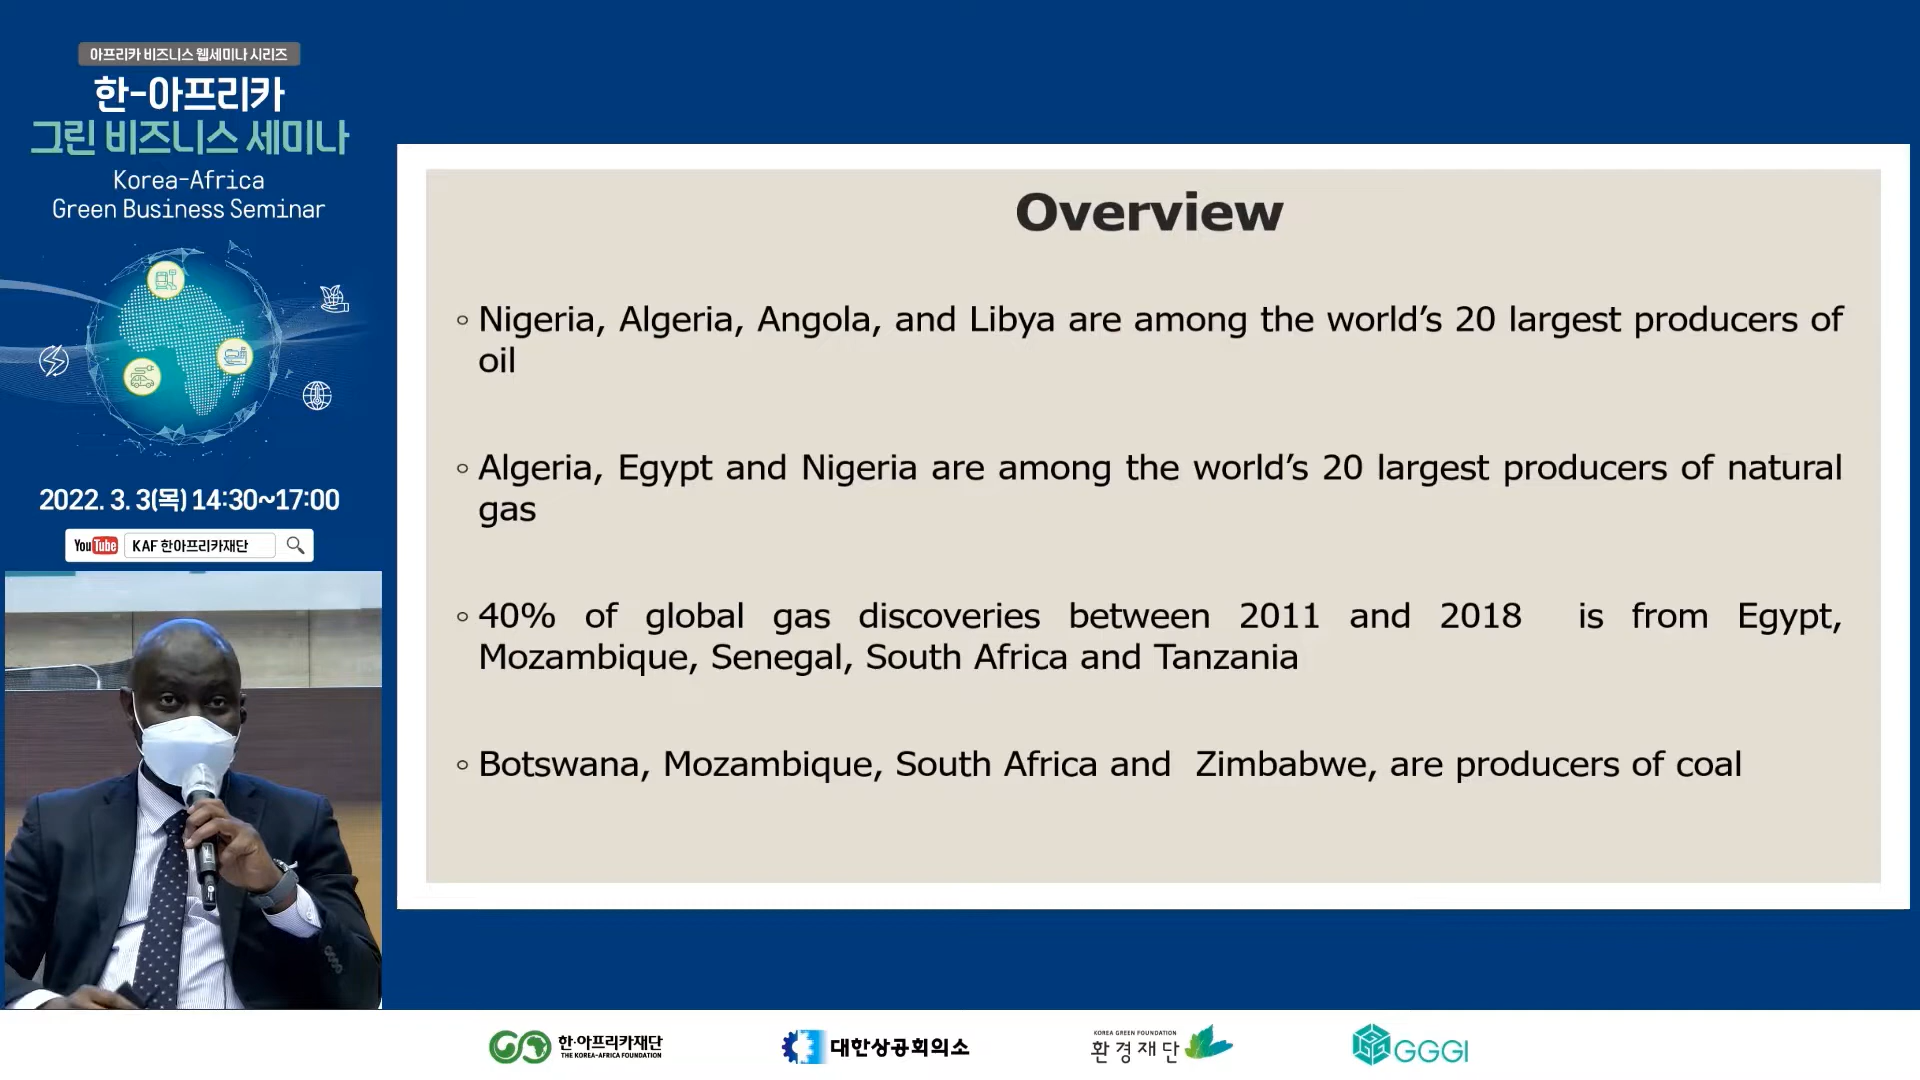 아프리카 비즈니스 웹세미나 시리즈
한-아프리카
그린 비즈니스 세미나
Korea-Africa
Green Business Seminar
2022. 3. 3(목) 14:30~17:00
YouTube KAF 한아프리카재단
Overview
◦ Nigeria, Algeria, Angola, and Libya are among the world’s 20 largest producers of
oil
◦ Algeria, Egypt and Nigeria are among the world’s 20 largest producers of natural
gas
◦ 40% of global gas discoveries between 2011 and 2018 is from Egypt,
Mozambique, Senegal, South Africa and Tanzania
◦ Botswana, Mozambique, South Africa and Zimbabwe, are producers of coal
한·아프리카재단
THE KOREA-AFRICA FOUNDATION
대한상공회의소
KOREA GREEN FOUNDATION
환경재단
GGGI